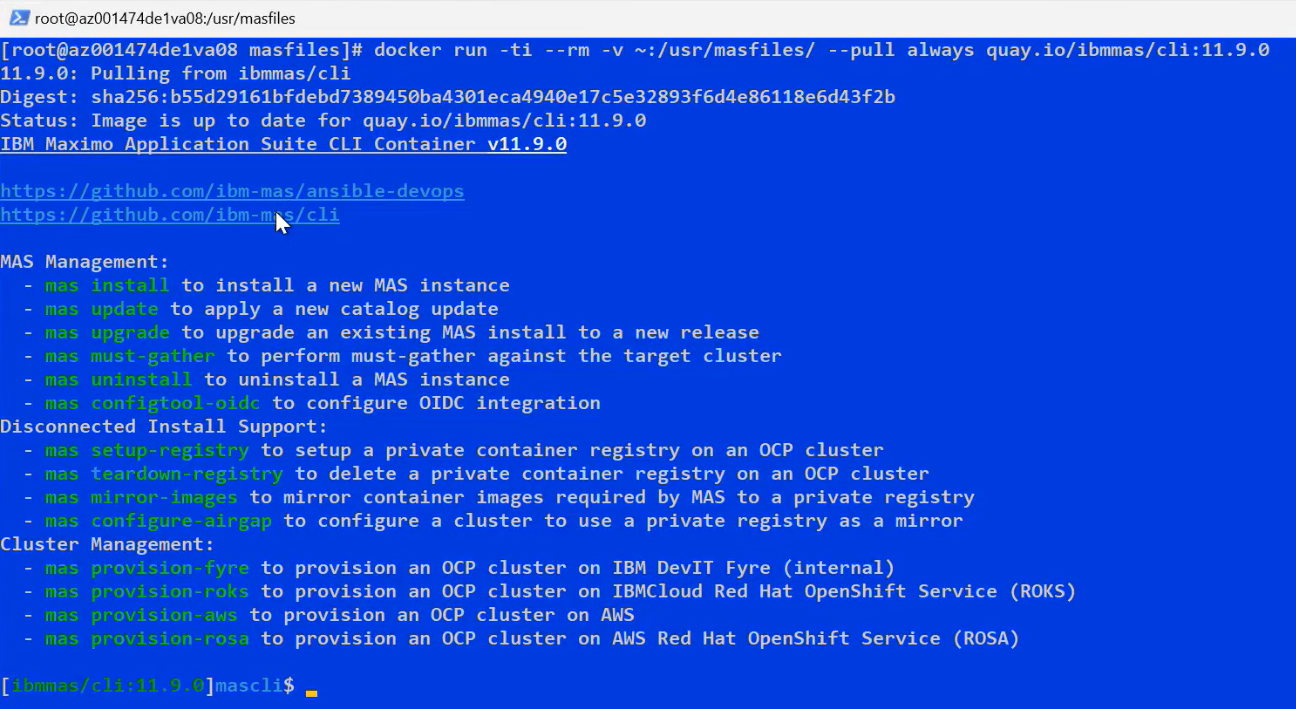 root@az001474de1va08:/usr/masfiles
[root@az001474de1va08 masfiles]# docker run -ti --rm -v ~:/usr/masfiles/ --pull always quay.io/ibmmas/cli:11.9.0
11.9.0: Pulling from ibmmas/cli
Digest: sha256:b55d29161bfdebd7389450ba4301eca4940e17c5e32893f6d4e86118e6d43f2b
Status: Image is up to date for quay.io/ibmmas/cli:11.9.0
IBM Maximo Application Suite CLI Container v11.9.0
https://github.com/ibm-mas/ansible-devops
https://github.com/ibm-mas/cli
MAS Management:
- mas install to install a new MAS instance
- mas update to apply a new catalog update
- mas upgrade to upgrade an existing MAS install to a new release
- mas must-gather to perform must-gather against the target cluster
- mas uninstall to uninstall a MAS instance
- mas configtool-oidc to configure OIDC integration
Disconnected Install Support:
- mas setup-registry to setup a private container registry on an OCP cluster
- mas teardown-registry to delete a private container registry on an OCP cluster
- mas mirror-images to mirror container images required by MAS to a private registry
- mas configure-airgap to configure a cluster to use a private registry as a mirror
Cluster Management:
- mas provision-fyre to provision an OCP cluster on IBM DevIT Fyre (internal)
- mas provision-roks to provision an OCP cluster on IBMCloud Red Hat OpenShift Service (ROKS)
- mas provision-aws to provision an OCP cluster on AWS
- mas provision-rosa to provision an OCP cluster on AWS Red Hat OpenShift Service (ROSA)
[ibmmas/cli:11.9.0]mascli$